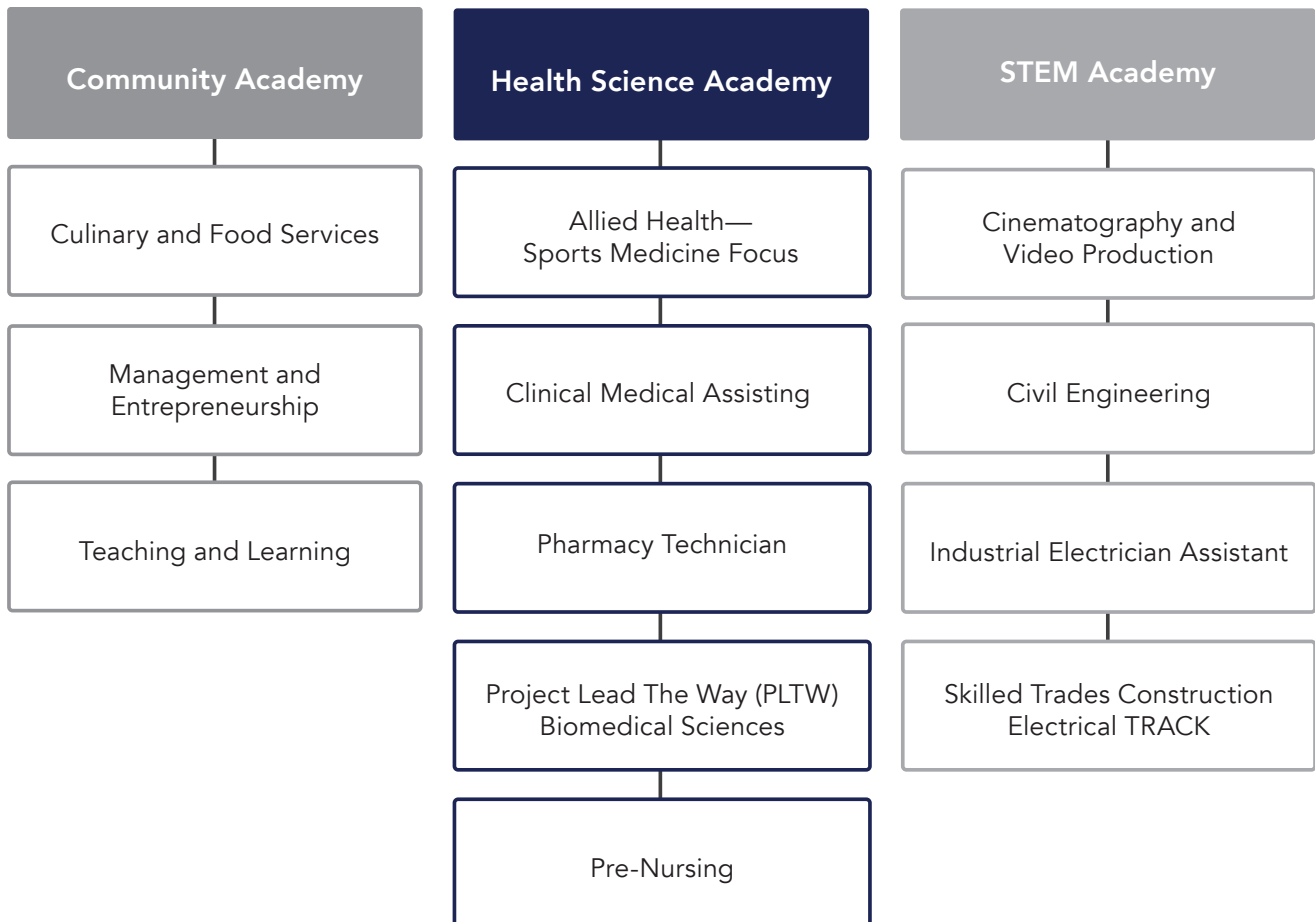 Community Academy
Culinary and Food Services
Management and
Entrepreneurship
Teaching and Learning
Health Science Academy
Allied Health—
Sports Medicine Focus
Clinical Medical Assisting
Pharmacy Technician
Project Lead The Way (PLTW)
Biomedical Sciences
Pre-Nursing
STEM Academy
Cinematography and
Video Production
Civil Engineering
Industrial Electrician Assistant
Skilled Trades Construction
Electrical TRACK